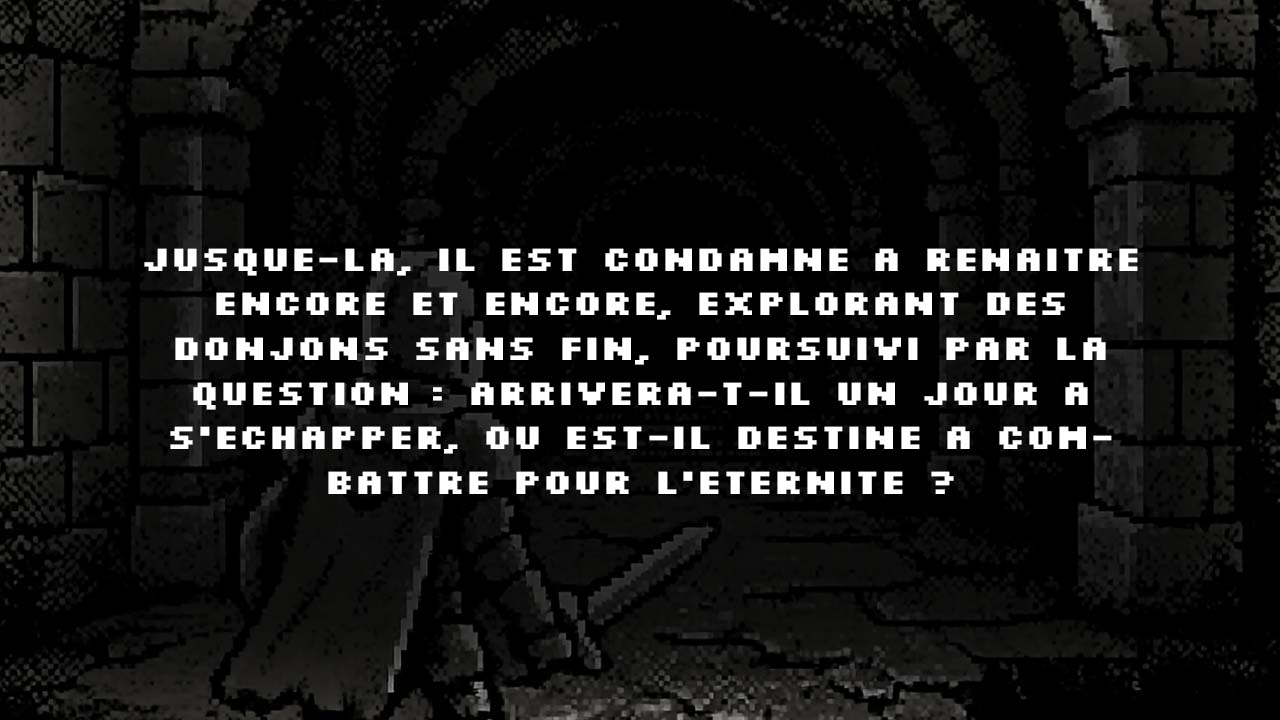 JUSQUE-LA, IL EST CONDAMNE A RENAITRE
ENCORE ET ENCORE, EXPLORANT DES
DONJONS SANS FIN, POURSUIVI PAR LA
QUESTION : ARRIVERA-T-IL UN JOUR A
S'ECHAPPER, OU EST-IL DESTINE A COM-
BATTRE POUR L'ETERNITE ?